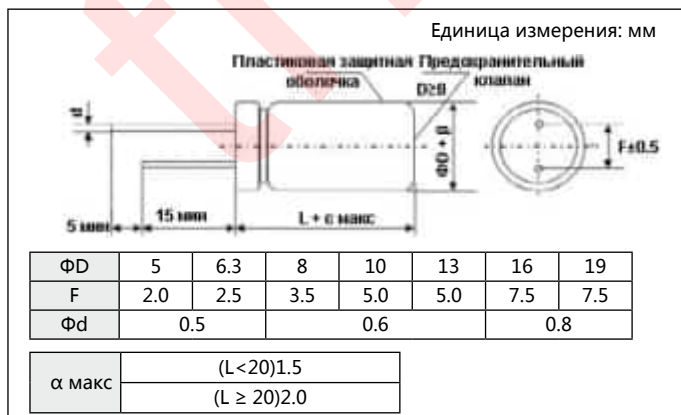 Единица измерения: мм
Пластиковая защитная Предохранительный
оболочка клапан
D≥8
d
ΦD + β
F±0.5
15 мин
5 мин
L + α макс
ΦD 5 6.3 8 10 13 16 19
F 2.0 2.5 3.5 5.0 5.0 7.5 7.5
Φd 0.5 0.6 0.8
α макс
(L<20)1.5
(L ≥ 20)2.0